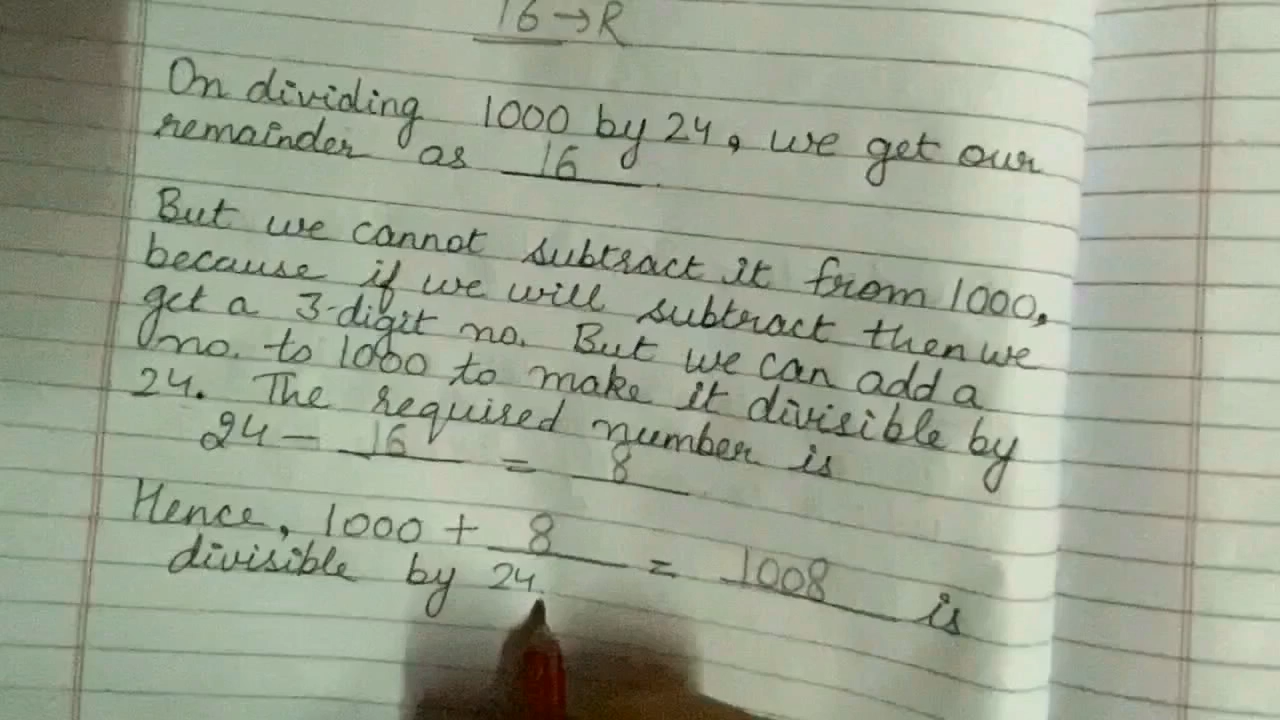 16 → R
On dividing 1000 by 24, we get our
remainder as 16
But we cannot subtract it from 1000,
because if we will subtract then we
get a 3-digit no. But we can add a
no. to 1000 to make it divisible by
24. The required number is
24 - 16 = 8
Hence, 1000 + 8 = 1008 is
divisible by 24.